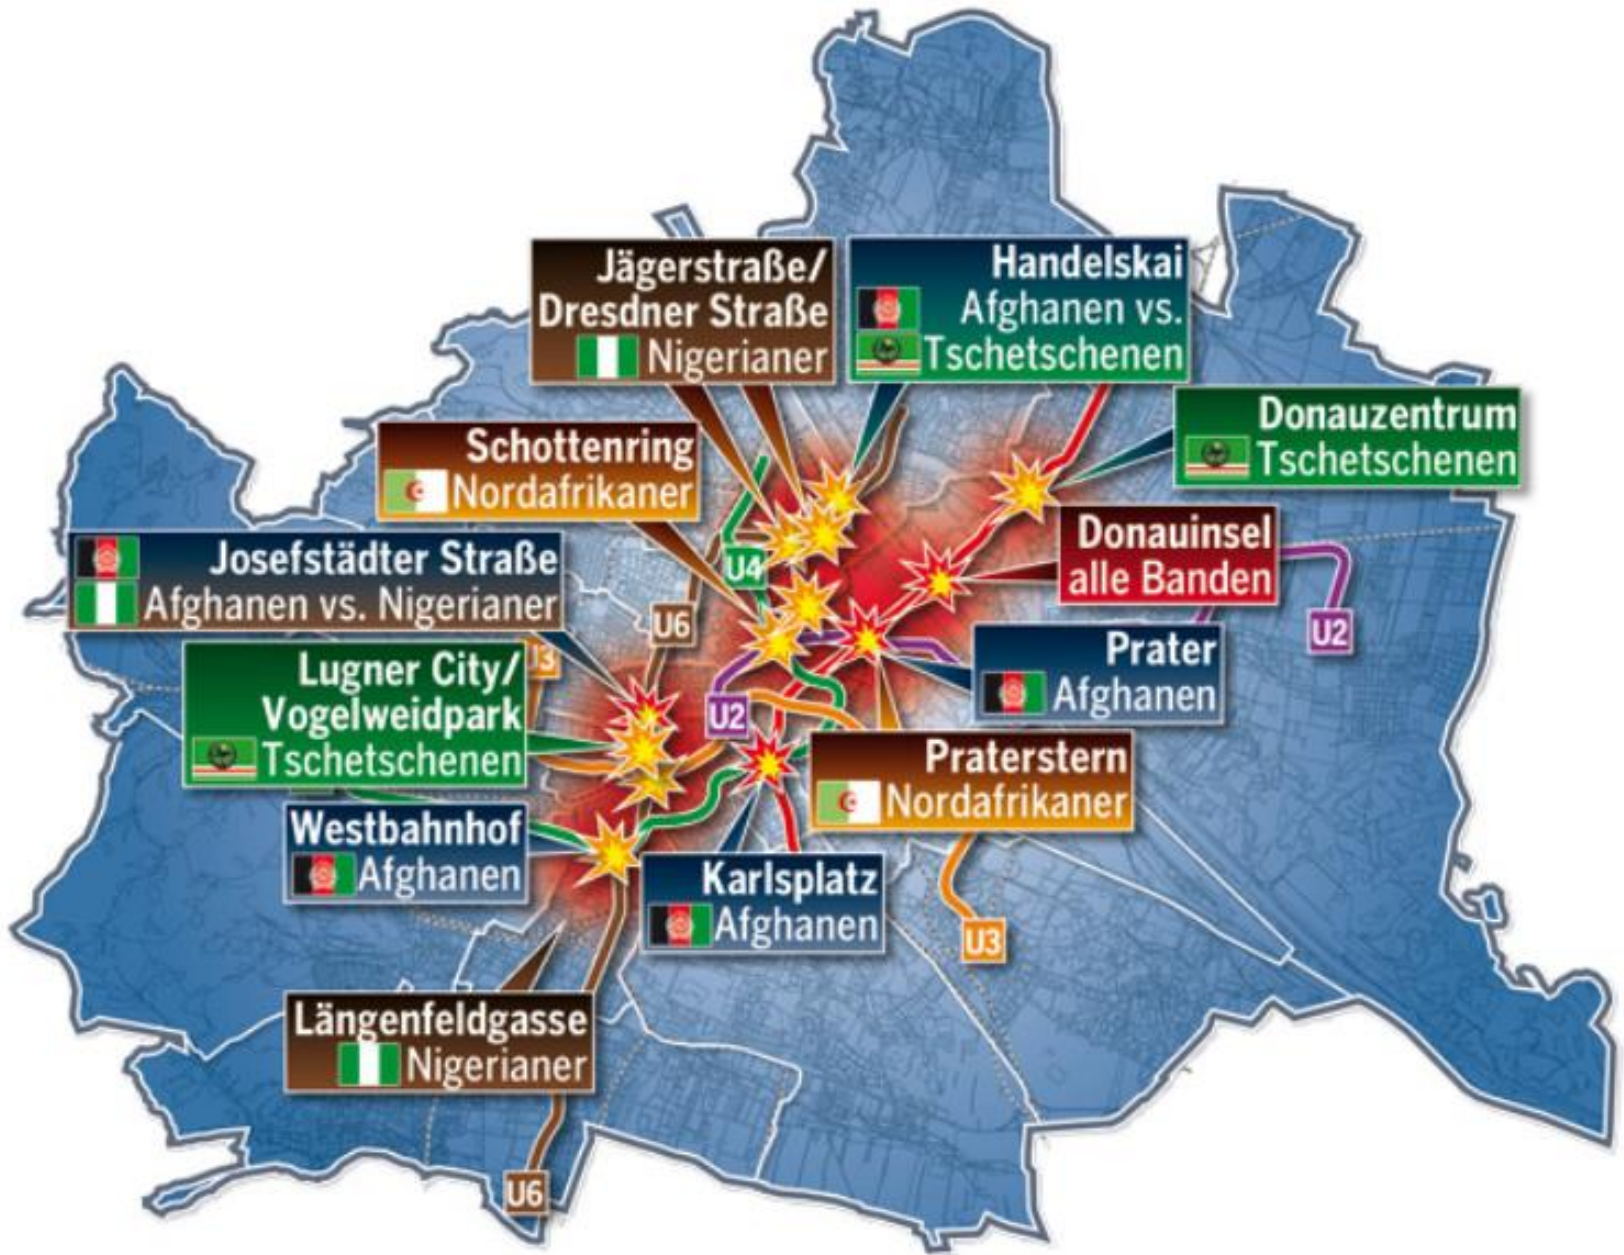 Jägerstraße/
Dresdner Straße
Nigerianer
Handelskai
Afghanen vs.
Tschetschenen
Donauzentrum
Tschetschenen
Schottenring
Nordafrikaner
Donauinsel
alle Banden
Josefstädter Straße
Afghanen vs. Nigerianer
U4
U6
U2
Prater
Afghanen
Lugner City/
Vogelweidpark
Tschetschenen
U3
U2
Praterstern
Nordafrikaner
Westbahnhof
Afghanen
Karlsplatz
Afghanen
U3
Längenfeldgasse
Nigerianer
U6